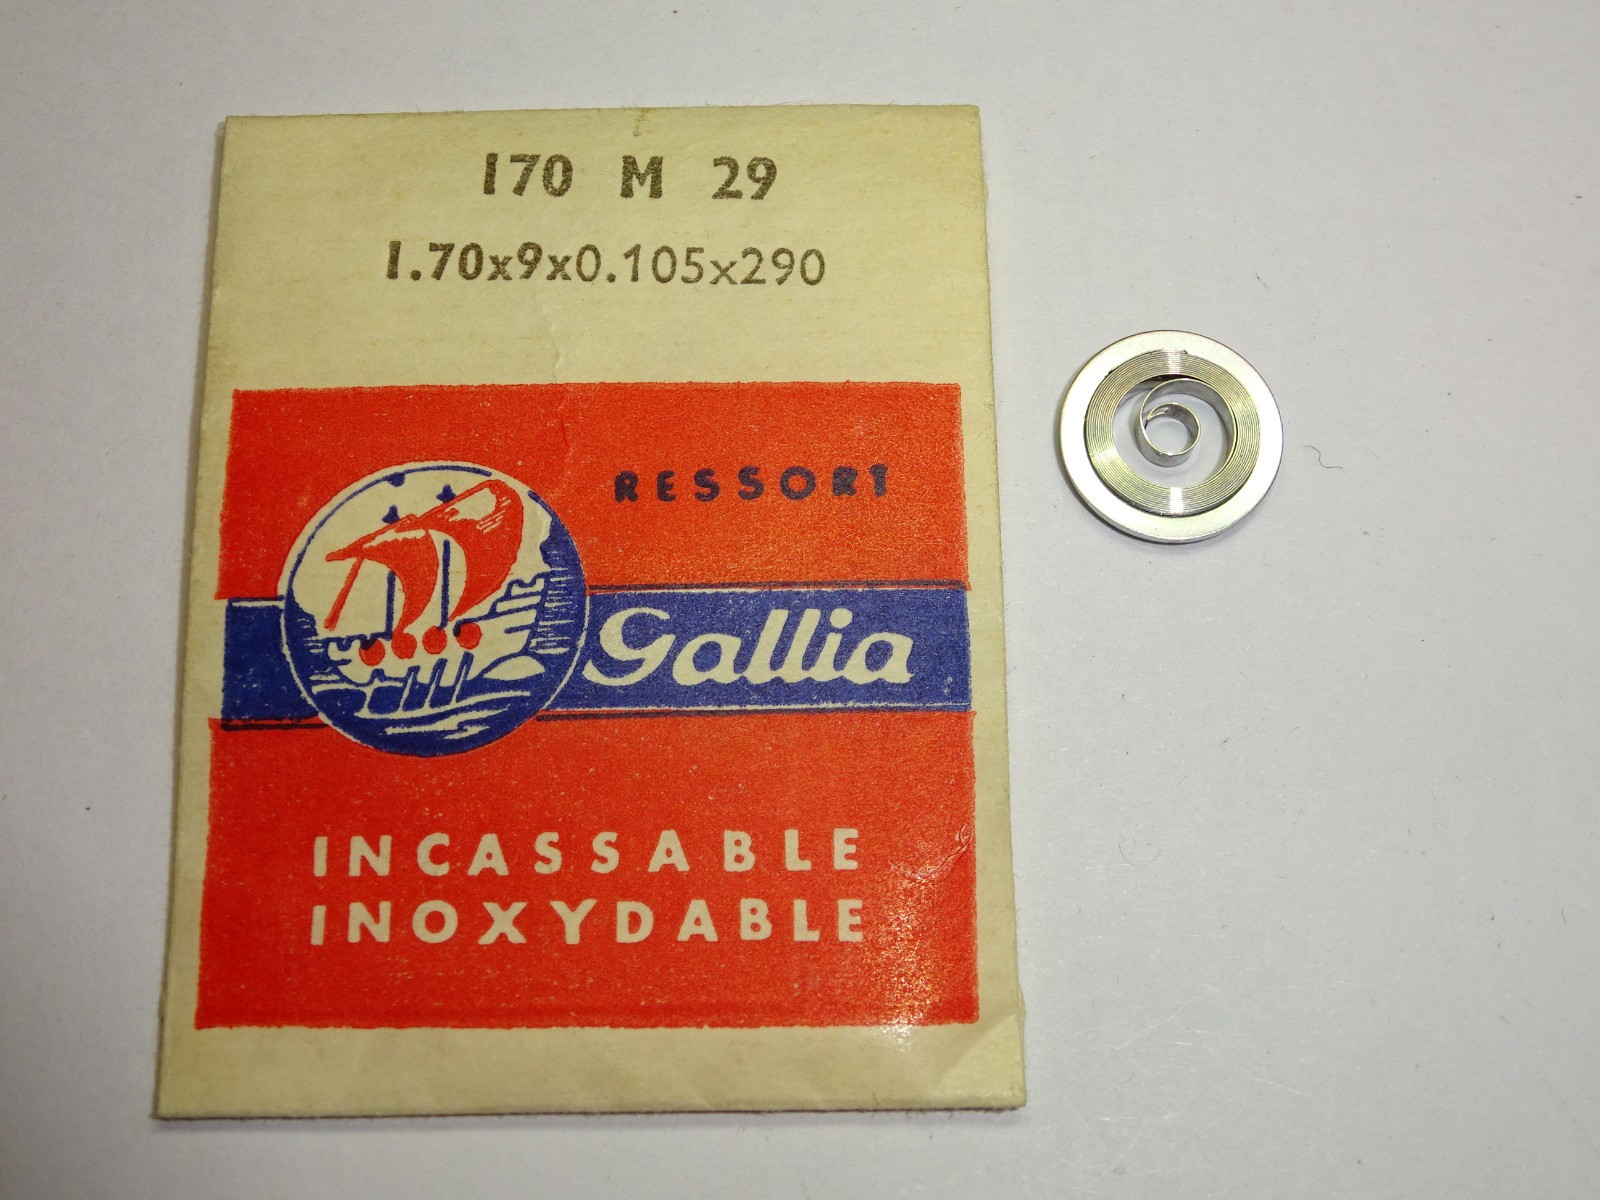 170 M 29
1.70x9x0.105x290
RESSORT
Gallia
INCASSABLE
INOXYDABLE